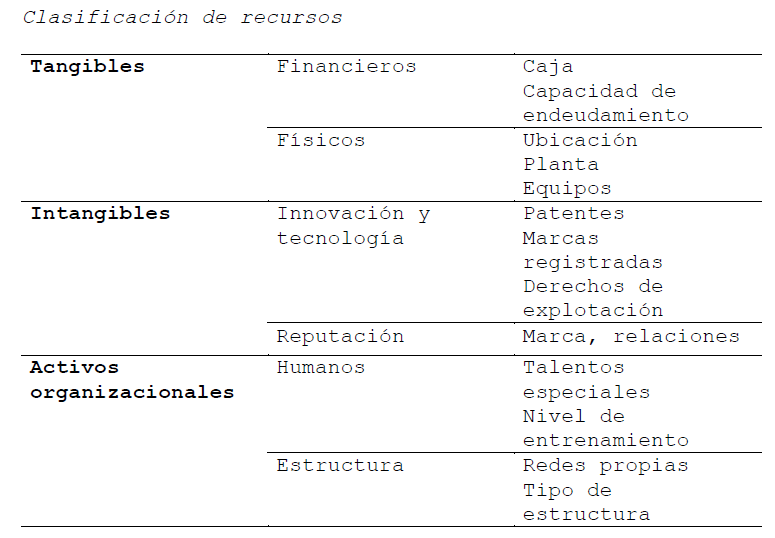 Clasificación de recursos
Tangibles Financieros Caja
Capacidad de
endeudamiento
Físicos Ubicación
Planta
Equipos
Intangibles Innovación y Patentes
tecnología Marcas
registradas
Derechos de
explotación
Reputación Marca, relaciones
Activos Humanos Talentos
organizacionales especiales
Nivel de
entrenamiento
Estructura Redes propias
Tipo de
estructura